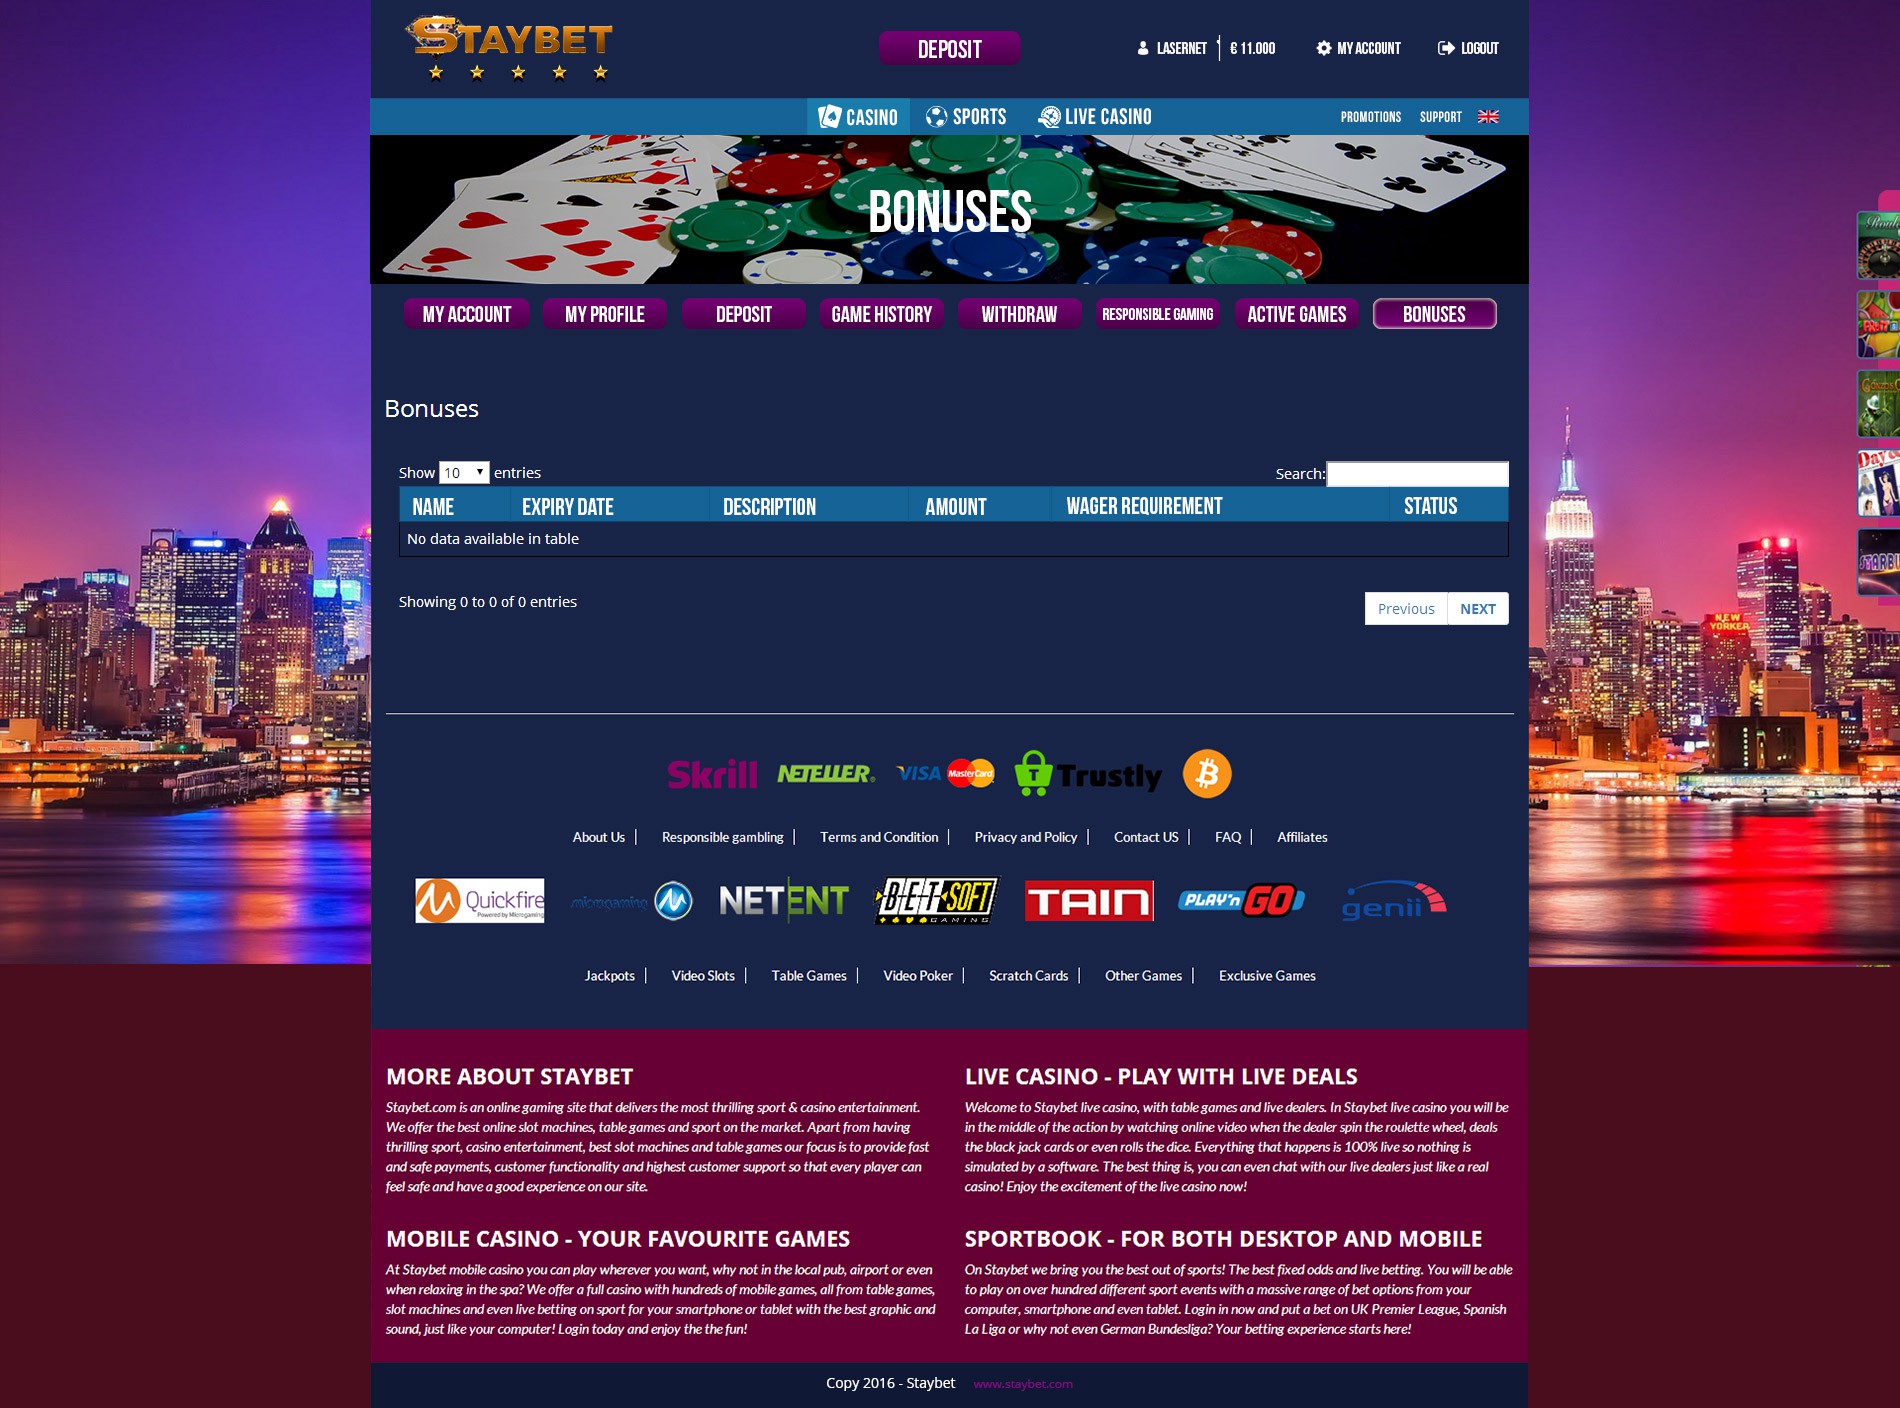 STAYBET
DEPOSIT
LASERNET
€ 11.000
MY ACCOUNT
LOGOUT
CASINO
SPORTS
LIVE CASINO
PROMOTIONS
SUPPORT
BONUSES
MY ACCOUNT
MY PROFILE
DEPOSIT
GAME HISTORY
WITHDRAW
RESPONSIBLE GAMING
ACTIVE GAMES
BONUSES
Bonuses
Show 10 entries
Search:
NAME
EXPIRY DATE
DESCRIPTION
AMOUNT
WAGER REQUIREMENT
STATUS
No data available in table
Showing 0 to 0 of 0 entries
Previous
NEXT
NEW
YORKER
Skrill
NETELLER
VISA
MasterCard
T
Trustly
About Us
Responsible gambling
Terms and Condition
Privacy and Policy
Contact US
FAQ
Affiliates
Quickfire
Powered by Microgaming
microgaming
NETENT
BETSOFT
GAMING
TAIN
PLAY'n GO
genii
Jackpots
Video Slots
Table Games
Video Poker
Scratch Cards
Other Games
Exclusive Games
MORE ABOUT STAYBET
Staybet.com is an online gaming site that delivers the most thrilling sport & casino entertainment.
We offer the best online slot machines, table games and sport on the market. Apart from having
thrilling sport, casino entertainment, best slot machines and table games our focus is to provide fast
and safe payments, customer functionality and highest customer support so that every player can
feel safe and have a good experience on our site.
LIVE CASINO - PLAY WITH LIVE DEALS
Welcome to Staybet live casino, with table games and live dealers. In Staybet live casino you will be
in the middle of the action by watching online video when the dealer spin the roulette wheel, deals
the black jack cards or even rolls the dice. Everything that happens is 100% live so nothing is
simulated by a software. The best thing is, you can even chat with our live dealers just like a real
casino! Enjoy the excitement of the live casino now!
MOBILE CASINO - YOUR FAVOURITE GAMES
At Staybet mobile casino you can play wherever you want, why not in the local pub, airport or even
when relaxing in the spa? We offer a full casino with hundreds of mobile games, all from table games,
slot machines and even live betting on sport for your smartphone or tablet with the best graphic and
sound, just like your computer! Login today and enjoy the the fun!
SPORTBOOK - FOR BOTH DESKTOP AND MOBILE
On Staybet we bring you the best out of sports! The best fixed odds and live betting. You will be able
to play on over hundred different sport events with a massive range of bet options from your
computer, smartphone and even tablet. Login in now and put a bet on UK Premier League, Spanish
La Liga or why not even German Bundesliga? Your betting experience starts here!
Copy 2016 - Staybet
www.staybet.com